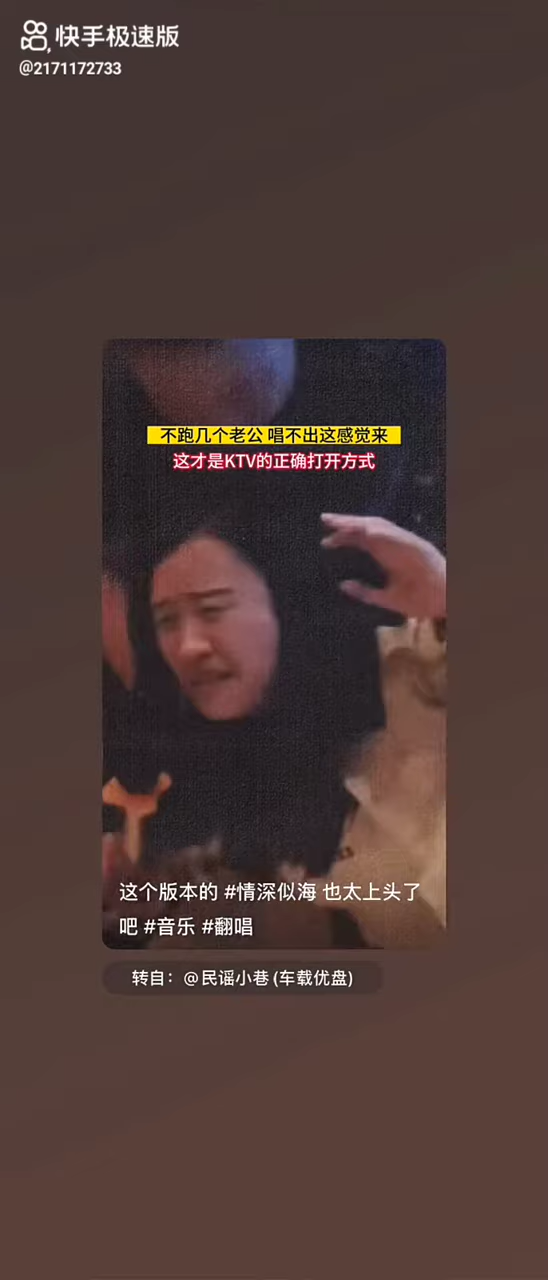 快手极速版
@2171172733
不跑几个老公 唱不出这感觉来
这才是KTV的正确打开方式
这个版本的 #情深似海 也太上头了
吧 #音乐 #翻唱
转自：@民谣小巷(车载优盘)